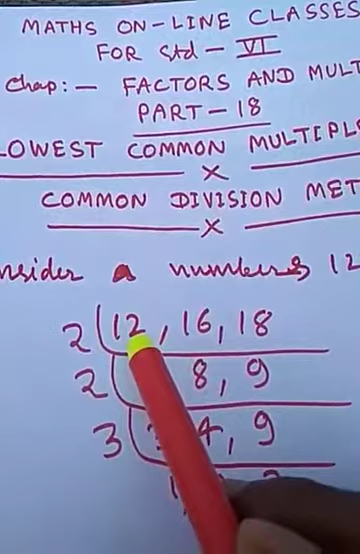 MATHS ON-LINE CLASSES
FOR Std - VI
Chap:- FACTORS AND MULT
PART-18
LOWEST COMMON MULTIPLE
X
COMMON DIVISION MET
X
nsider a numbers 12
2 12, 16, 18
2 8, 9
3 4, 9